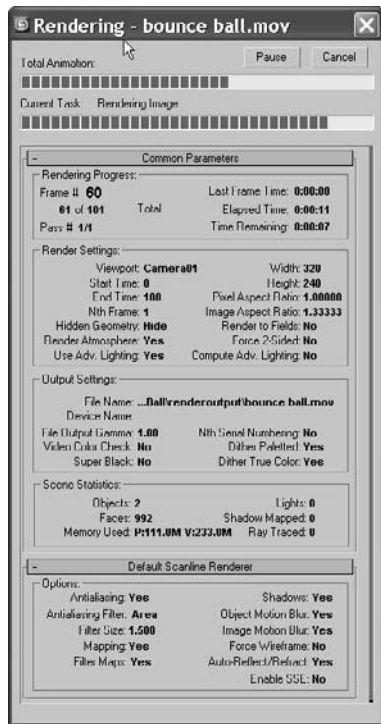 Rendering - bounce ball.mov
Total Animation:
Pause Cancel
Current Task: Rendering Image
- Common Parameters
Rendering Progress:
Frame # 60 Last Frame Time: 0:00:00
61 of 101 Total Elapsed Time: 0:00:11
Pass # 1/1 Time Remaining: 0:00:07
Render Settings:
Viewport: Camera01 Width: 320
Start Time: 0 Height: 240
End Time: 100 Pixel Aspect Ratio: 1.00000
Nth Frame: 1 Image Aspect Ratio: 1.33333
Hidden Geometry: Hide Render to Fields: No
Render Atmosphere: Yes Force 2-Sided: No
Use Adv. Lighting: Yes Compute Adv. Lighting: No
Output Settings:
File Name: ...Ball\renderoutput\bounce ball.mov
Device Name:
File Output Gamma: 1.00 Nth Serial Numbering: No
Video Color Check: No Dither Paletted: Yes
Super Black: No Dither True Color: Yes
Scene Statistics:
Objects: 2 Lights: 0
Faces: 992 Shadow Mapped: 0
Memory Used: P:111.0M V:233.0M Ray Traced: 0
- Default Scanline Renderer
Options:
Antialiasing: Yes Shadows: Yes
Antialiasing Filter: Area Object Motion Blur: Yes
Filter Size: 1.500 Image Motion Blur: Yes
Mapping: Yes Force Wireframe: No
Filter Maps: Yes Auto-Reflect/Refract: Yes
Enable SSE: No